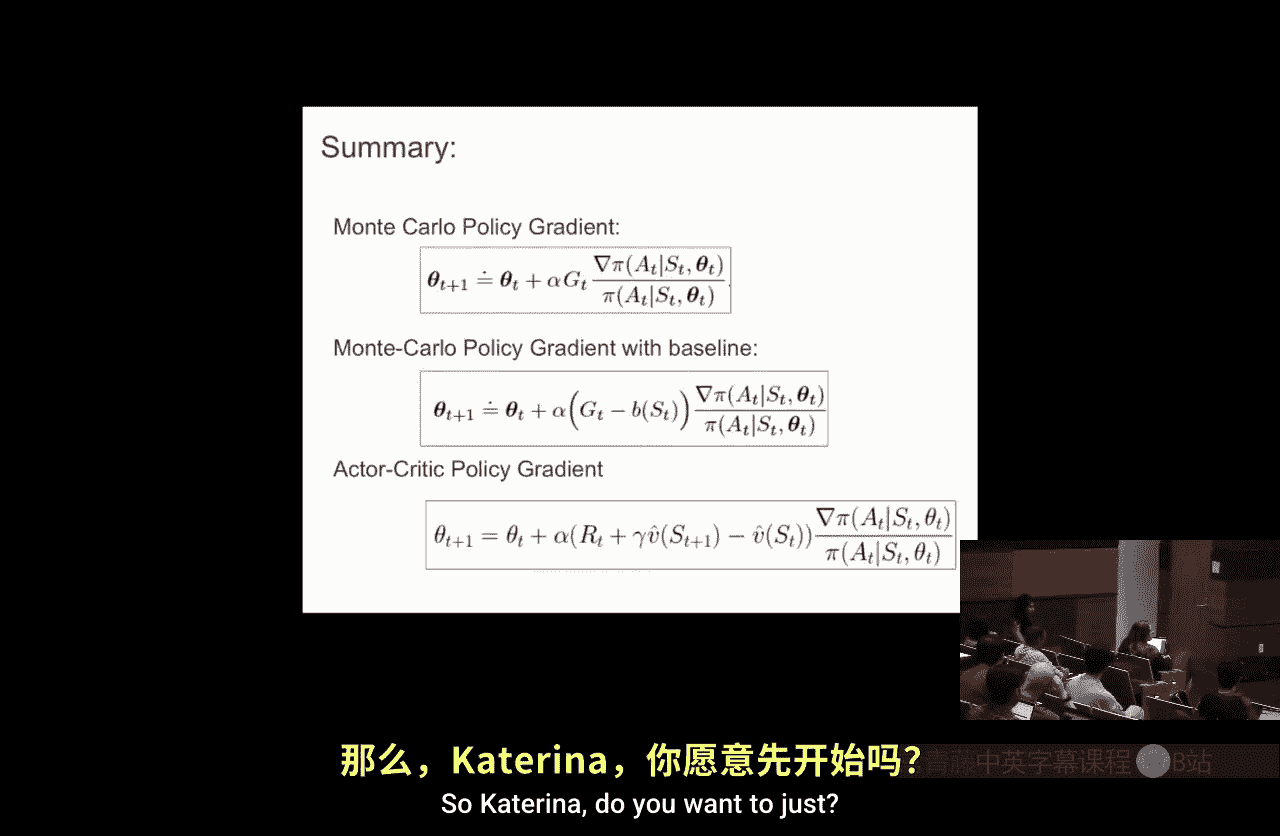 Summary:
Monte Carlo Policy Gradient:
θ_{t+1} ≐ θ_t + αG_t ∇π(A_t|S_t, θ_t) / π(A_t|S_t, θ_t).
Monte-Carlo Policy Gradient with baseline:
θ_{t+1} ≐ θ_t + α(G_t − b(S_t)) ∇π(A_t|S_t, θ_t) / π(A_t|S_t, θ_t)
Actor-Critic Policy Gradient
θ_{t+1} = θ_t + α(R_t + γv̂(S_{t+1}) − v̂(S_t)) ∇π(A_t|S_t, θ_t) / π(A_t|S_t, θ_t)
那么，Katerina，你愿意先开始吗？
中英字幕课程 B站
So Katerina, do you want to just?